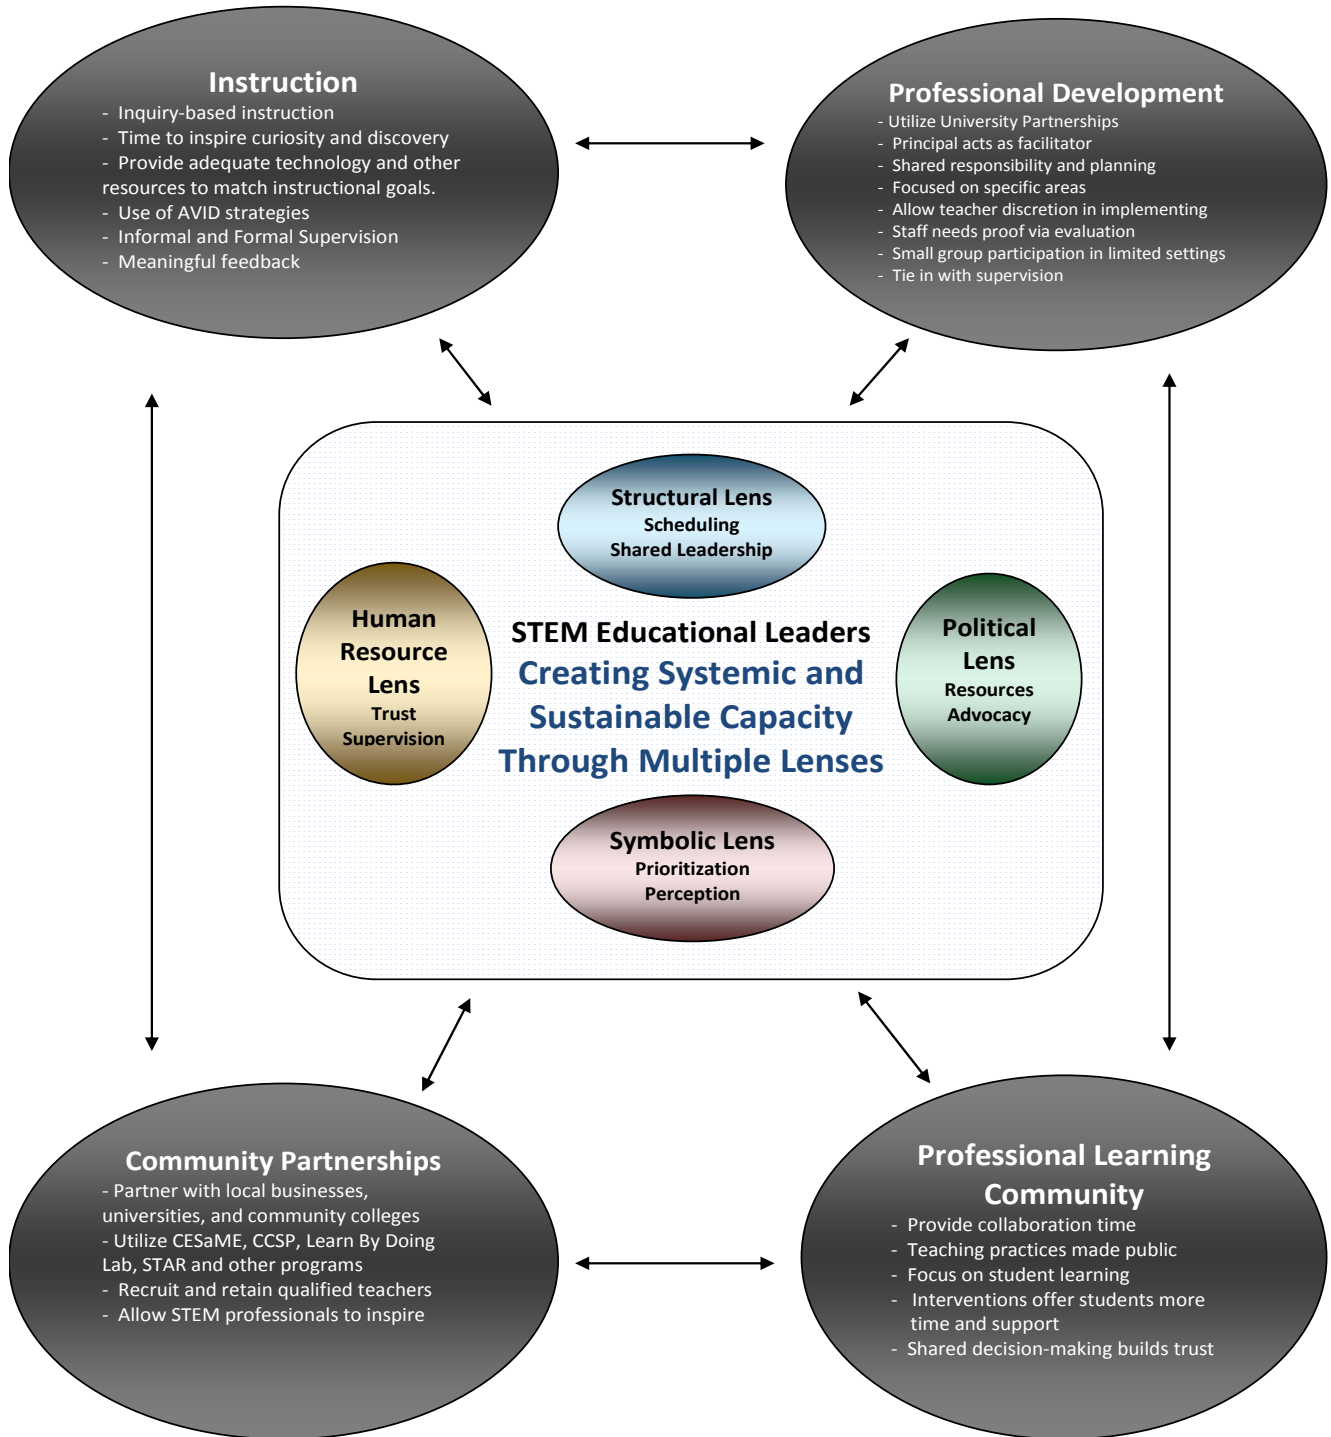 Instruction
- Inquiry-based instruction
- Time to inspire curiosity and discovery
- Provide adequate technology and other
resources to match instructional goals.
- Use of AVID strategies
- Informal and Formal Supervision
- Meaningful feedback
Professional Development
- Utilize University Partnerships
- Principal acts as facilitator
- Shared responsibility and planning
- Focused on specific areas
- Allow teacher discretion in implementing
- Staff needs proof via evaluation
- Small group participation in limited settings
- Tie in with supervision
Structural Lens
Scheduling
Shared Leadership
Human
Resource
Lens
Trust
Supervision
STEM Educational Leaders
Creating Systemic and
Sustainable Capacity
Through Multiple Lenses
Political
Lens
Resources
Advocacy
Symbolic Lens
Prioritization
Perception
Community Partnerships
- Partner with local businesses,
universities, and community colleges
- Utilize CESaME, CCSP, Learn By Doing
Lab, STAR and other programs
- Recruit and retain qualified teachers
- Allow STEM professionals to inspire
Professional Learning
Community
- Provide collaboration time
- Teaching practices made public
- Focus on student learning
- Interventions offer students more
time and support
- Shared decision-making builds trust